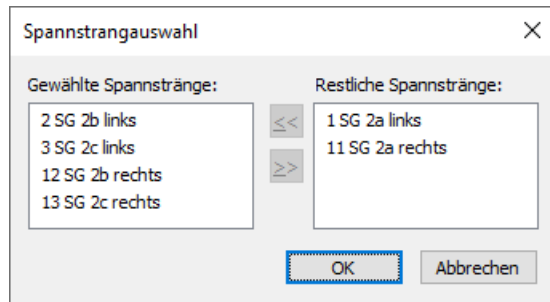 Spannstrangauswahl
Gewählte Spannstränge:
2 SG 2b links
3 SG 2c links
12 SG 2b rechts
13 SG 2c rechts
<<
>>
Restliche Spannstränge:
1 SG 2a links
11 SG 2a rechts
OK
Abbrechen